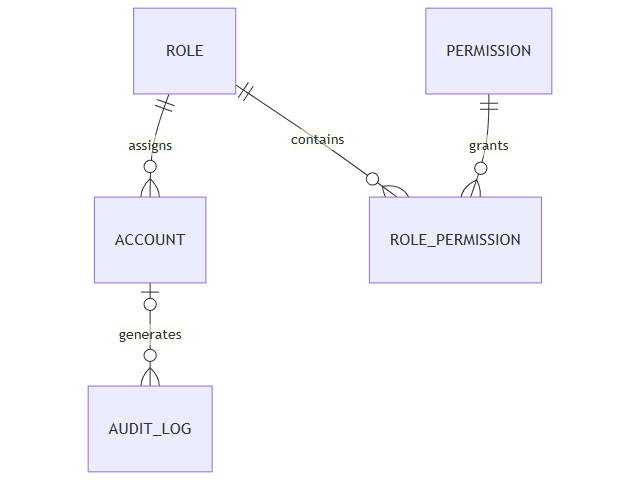 ROLE
PERMISSION
assigns
contains
grants
ACCOUNT
ROLE_PERMISSION
generates
AUDIT_LOG